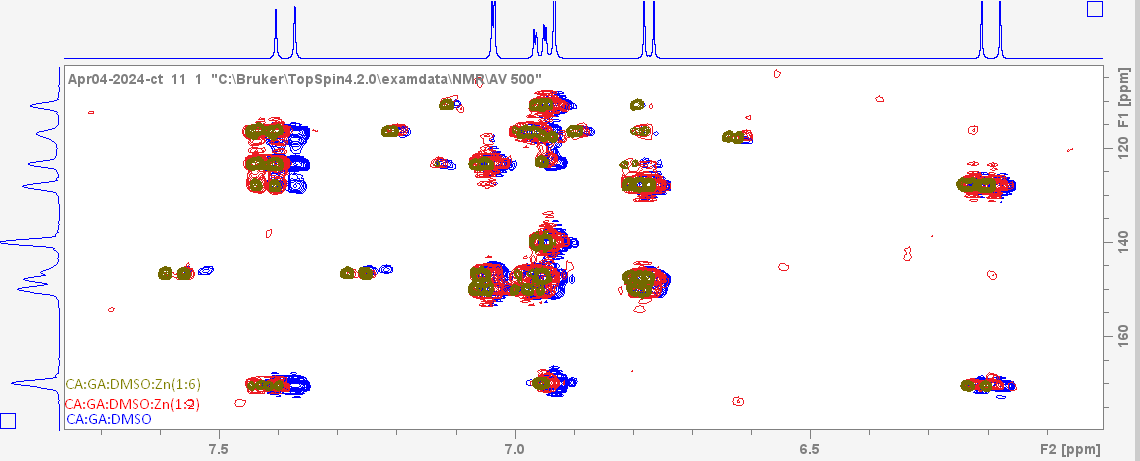 Apr04-2024-ct 11 1 "C:\Bruker\TopSpin4.2.0\examdata\NMR\AV 500"
F1 [ppm]
120
140
160
CA:GA:DMSO:Zn(1:6)
CA:GA:DMSO:Zn(1:2)
CA:GA:DMSO
7.5 7.0 6.5 F2 [ppm]